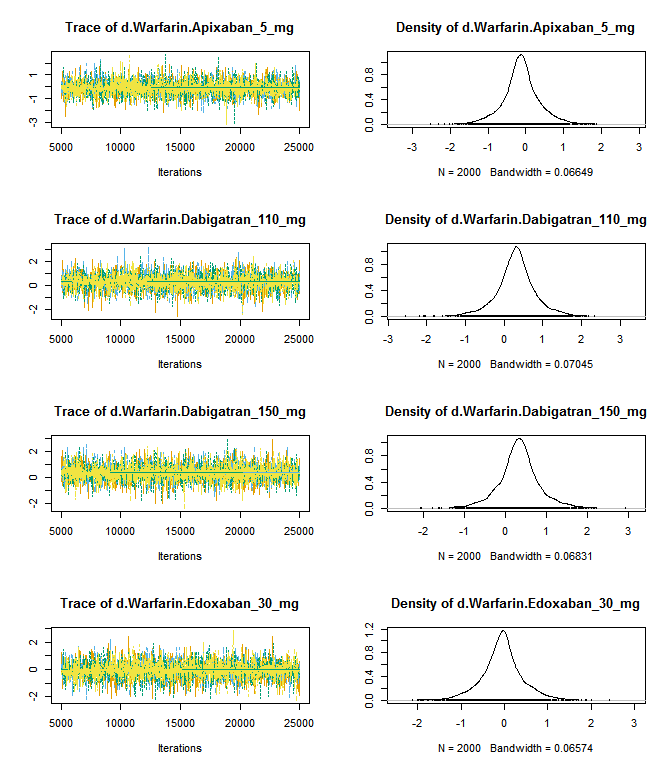 Trace of d.Warfarin.Apixaban_5_mg
1
-1
-3
5000 10000 15000 20000 25000
Iterations
Density of d.Warfarin.Apixaban_5_mg
0.8
0.4
0.0
-3 -2 -1 0 1 2 3
N = 2000 Bandwidth = 0.06649
Trace of d.Warfarin.Dabigatran_110_mg
2
0
-2
5000 10000 15000 20000 25000
Iterations
Density of d.Warfarin.Dabigatran_110_mg
0.8
0.4
0.0
-3 -2 -1 0 1 2 3
N = 2000 Bandwidth = 0.07045
Trace of d.Warfarin.Dabigatran_150_mg
2
0
-2
5000 10000 15000 20000 25000
Iterations
Density of d.Warfarin.Dabigatran_150_mg
0.8
0.4
0.0
-2 -1 0 1 2 3
N = 2000 Bandwidth = 0.06831
Trace of d.Warfarin.Edoxaban_30_mg
2
0
-2
5000 10000 15000 20000 25000
Iterations
Density of d.Warfarin.Edoxaban_30_mg
1.2
0.8
0.4
0.0
-2 -1 0 1 2 3
N = 2000 Bandwidth = 0.06574